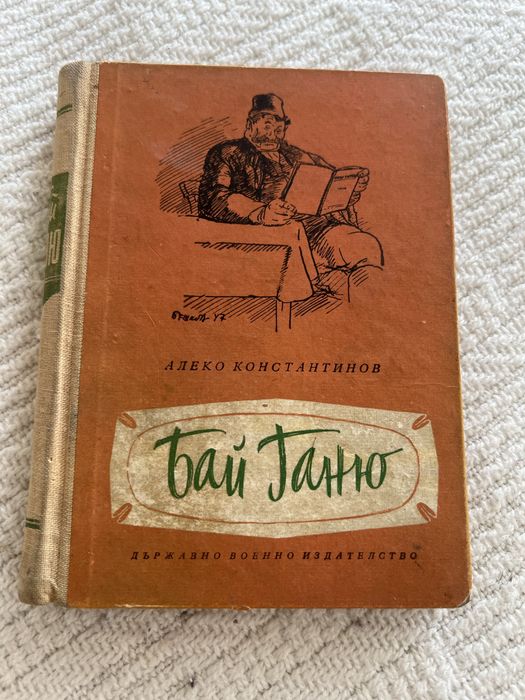 АЛЕКО КОНСТАНТИНОВ
Бай Ганю
ДЪРЖАВНО ВОЕННО ИЗДАТЕЛСТВО